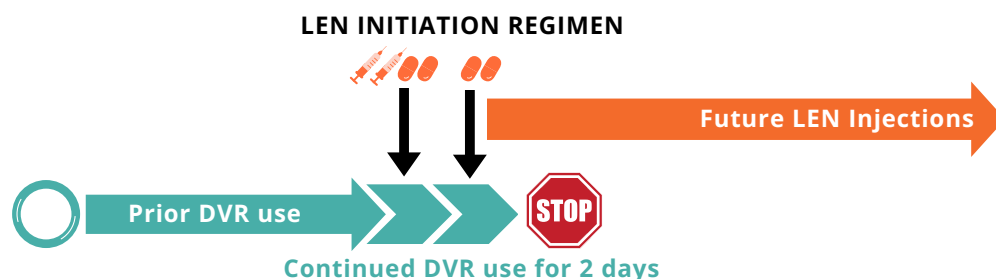 LEN INITIATION REGIMEN
Future LEN Injections
Prior DVR use
STOP
Continued DVR use for 2 days